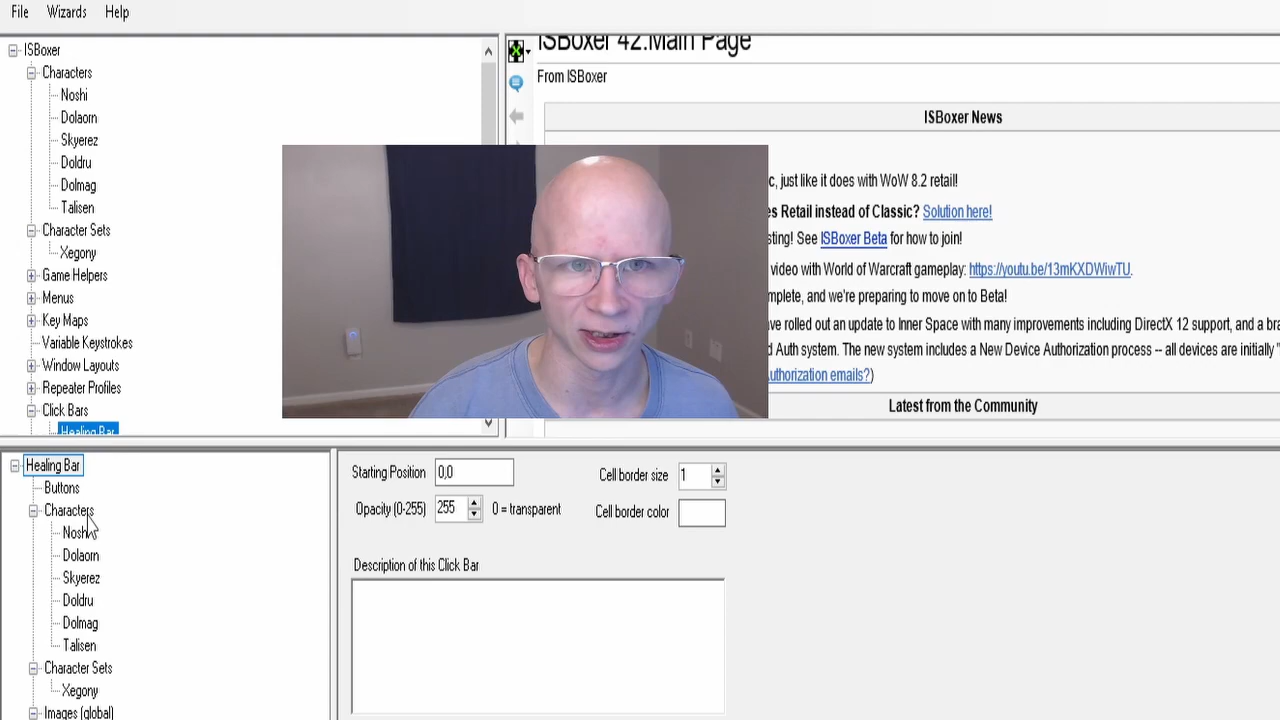 File Wizards Help
ISBoxer
Characters
Noshi
Dolaorn
Skyerez
Doldru
Dolmag
Talisen
Character Sets
Xegony
Game Helpers
Menus
Key Maps
Variable Keystrokes
Window Layouts
Repeater Profiles
Click Bars
Healing Bar
ISBoxer 42:Main Page
From ISBoxer
ISBoxer News
c, just like it does with WoW 8.2 retail!
es Retail instead of Classic? Solution here!
sting! See ISBoxer Beta for how to join!
video with World of Warcraft gameplay: https://youtu.be/13mKXDWiwTU.
mplete, and we're preparing to move on to Beta!
ave rolled out an update to Inner Space with many improvements including DirectX 12 support, and a bra
d Auth system. The new system includes a New Device Authorization process -- all devices are initially "
uthorization emails?)
Latest from the Community
Healing Bar
Buttons
Characters
Noshi
Dolaorn
Skyerez
Doldru
Dolmag
Talisen
Character Sets
Xegony
Images (global)
Starting Position 0,0
Cell border size 1
Opacity (0-255) 255 0 = transparent
Cell border color
Description of this Click Bar